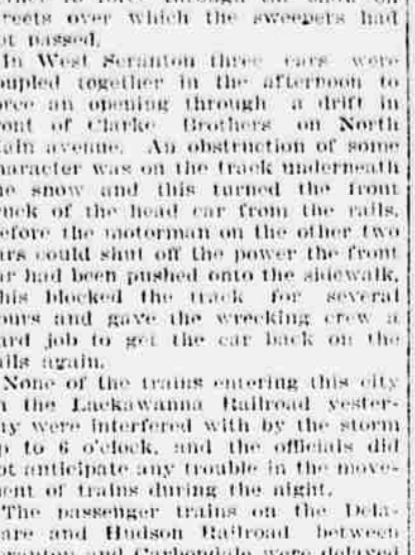 reets over which the sweepers had
ot passed.
In West Scranton three cars were
oupled together in the afternoon to
orce an opening through a drift in
ront of Clarke Brothers on North
ain avenue. An obstruction of some
haracter was on the track underneath
he snow and this turned the front
ruck of the head car from the rails.
efore the motorman on the other two
ars could shut off the power the front
ar had been pushed onto the sidewalk.
his blocked the track for several
ours and gave the wrecking crew a
ard job to get the car back on the
ails again.
None of the trains entering this city
n the Lackawanna Railroad yester-
ay were interfered with by the storm
p to 6 o'clock, and the officials did
ot anticipate any trouble in the move-
ent of trains during the night.
The passenger trains on the Dela-
are and Hudson Railroad between
cranton and Carbondale were delayed